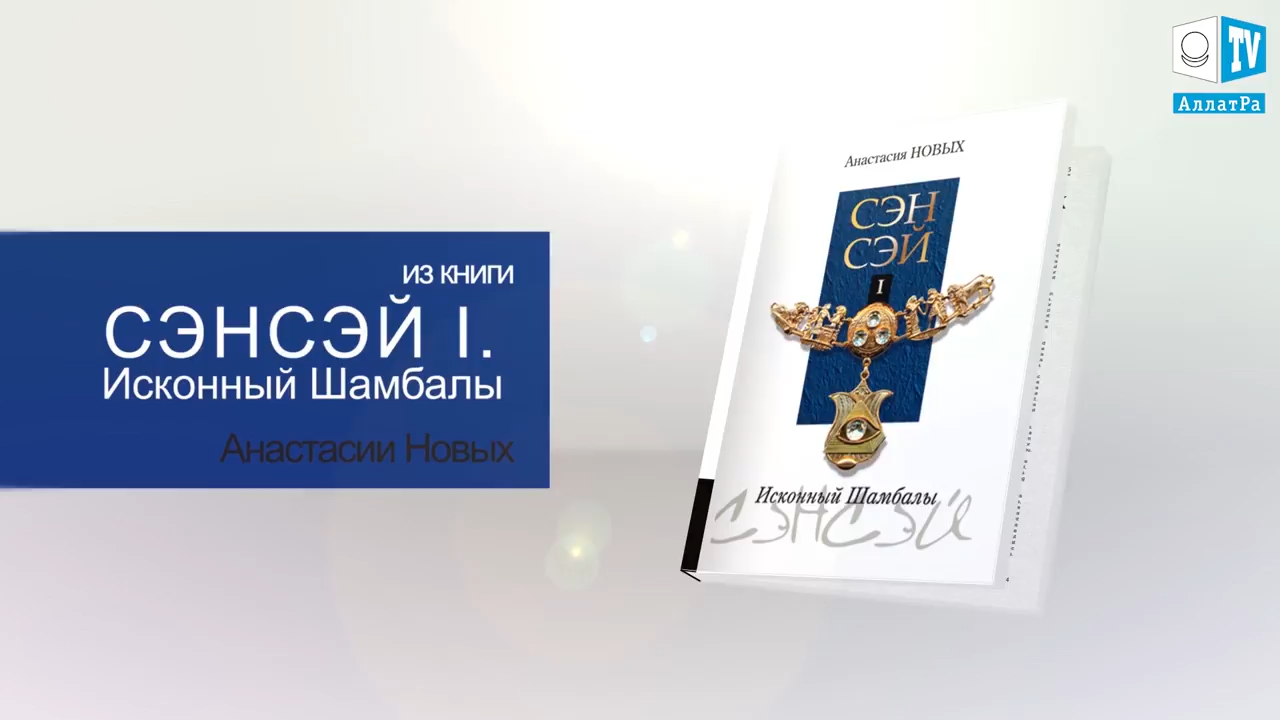 TV
АллатРа
из книги
СЭНСЭЙ I.
Исконный Шамбалы
Анастасии Новых
Анастасия НОВЫХ
СЭН
СЭЙ
I
Исконный Шамбалы
СЭНСЭЙ